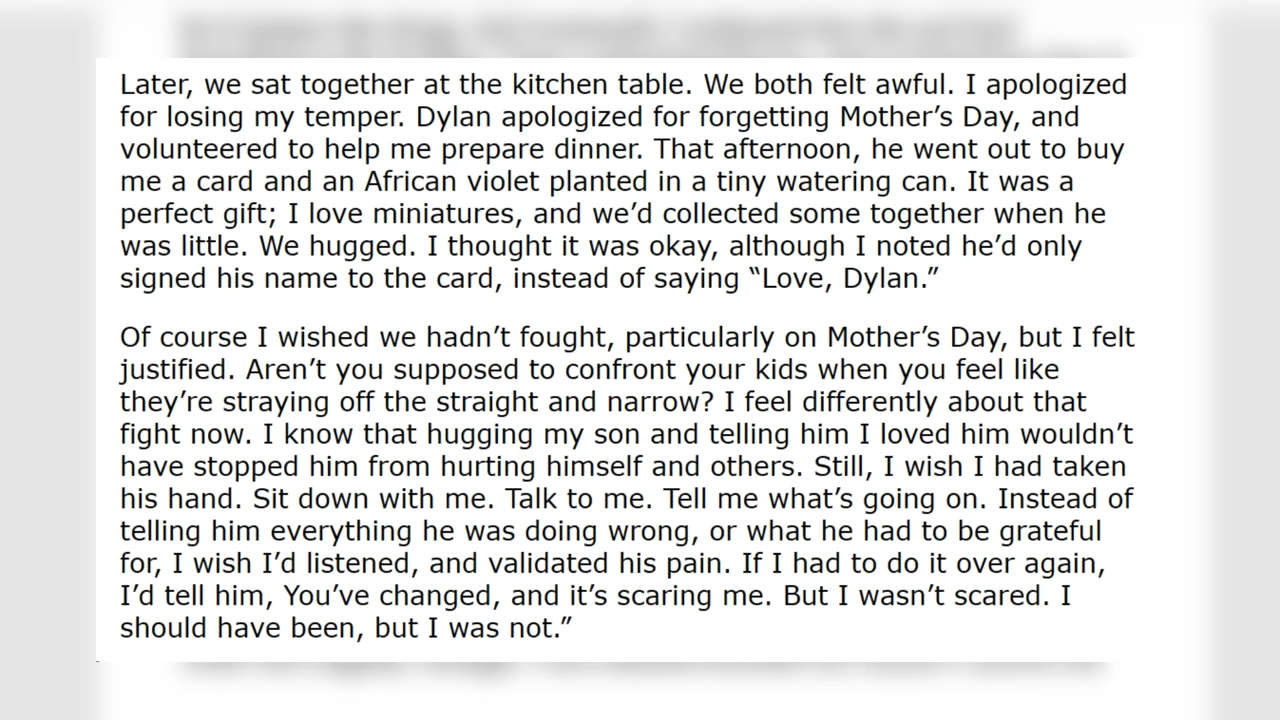 Later, we sat together at the kitchen table. We both felt awful. I apologized
for losing my temper. Dylan apologized for forgetting Mother’s Day, and
volunteered to help me prepare dinner. That afternoon, he went out to buy
me a card and an African violet planted in a tiny watering can. It was a
perfect gift; I love miniatures, and we’d collected some together when he
was little. We hugged. I thought it was okay, although I noted he’d only
signed his name to the card, instead of saying “Love, Dylan.”
Of course I wished we hadn’t fought, particularly on Mother’s Day, but I felt
justified. Aren’t you supposed to confront your kids when you feel like
they’re straying off the straight and narrow? I feel differently about that
fight now. I know that hugging my son and telling him I loved him wouldn’t
have stopped him from hurting himself and others. Still, I wish I had taken
his hand. Sit down with me. Talk to me. Tell me what’s going on. Instead of
telling him everything he was doing wrong, or what he had to be grateful
for, I wish I’d listened, and validated his pain. If I had to do it over again,
I’d tell him, You’ve changed, and it’s scaring me. But I wasn’t scared. I
should have been, but I was not.”